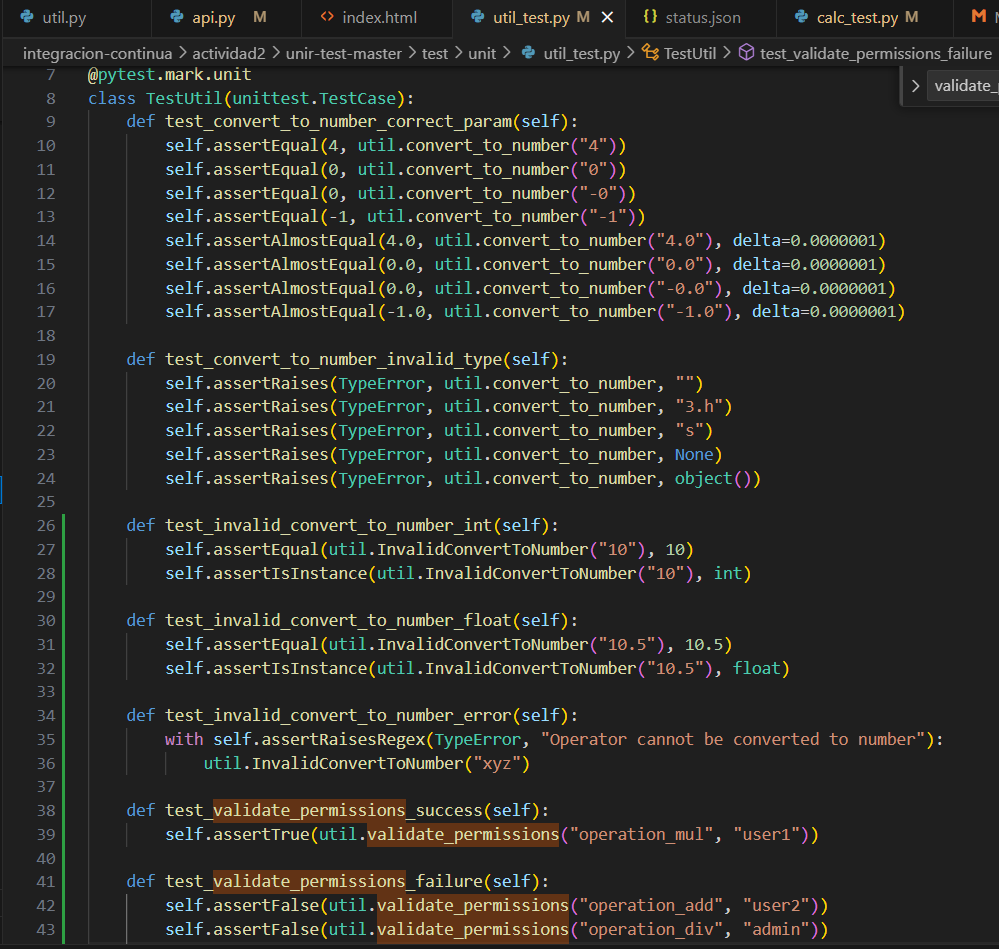 util.py api.py M index.html util_test.py M status.json calc_test.py M
integracion-continua > actividad2 > unir-test-master > test > unit > util_test.py > TestUtil > test_validate_permissions_failure
validate_
7 @pytest.mark.unit
8 class TestUtil(unittest.TestCase):
9     def test_convert_to_number_correct_param(self):
10         self.assertEqual(4, util.convert_to_number("4"))
11         self.assertEqual(0, util.convert_to_number("0"))
12         self.assertEqual(0, util.convert_to_number("-0"))
13         self.assertEqual(-1, util.convert_to_number("-1"))
14         self.assertAlmostEqual(4.0, util.convert_to_number("4.0"), delta=0.0000001)
15         self.assertAlmostEqual(0.0, util.convert_to_number("0.0"), delta=0.0000001)
16         self.assertAlmostEqual(0.0, util.convert_to_number("-0.0"), delta=0.0000001)
17         self.assertAlmostEqual(-1.0, util.convert_to_number("-1.0"), delta=0.0000001)
18
19     def test_convert_to_number_invalid_type(self):
20         self.assertRaises(TypeError, util.convert_to_number, "")
21         self.assertRaises(TypeError, util.convert_to_number, "3.h")
22         self.assertRaises(TypeError, util.convert_to_number, "s")
23         self.assertRaises(TypeError, util.convert_to_number, None)
24         self.assertRaises(TypeError, util.convert_to_number, object())
25
26     def test_invalid_convert_to_number_int(self):
27         self.assertEqual(util.InvalidConvertToNumber("10"), 10)
28         self.assertIsInstance(util.InvalidConvertToNumber("10"), int)
29
30     def test_invalid_convert_to_number_float(self):
31         self.assertEqual(util.InvalidConvertToNumber("10.5"), 10.5)
32         self.assertIsInstance(util.InvalidConvertToNumber("10.5"), float)
33
34     def test_invalid_convert_to_number_error(self):
35         with self.assertRaisesRegex(TypeError, "Operator cannot be converted to number"):
36             util.InvalidConvertToNumber("xyz")
37
38     def test_validate_permissions_success(self):
39         self.assertTrue(util.validate_permissions("operation_mul", "user1"))
40
41     def test_validate_permissions_failure(self):
42         self.assertFalse(util.validate_permissions("operation_add", "user2"))
43         self.assertFalse(util.validate_permissions("operation_div", "admin"))